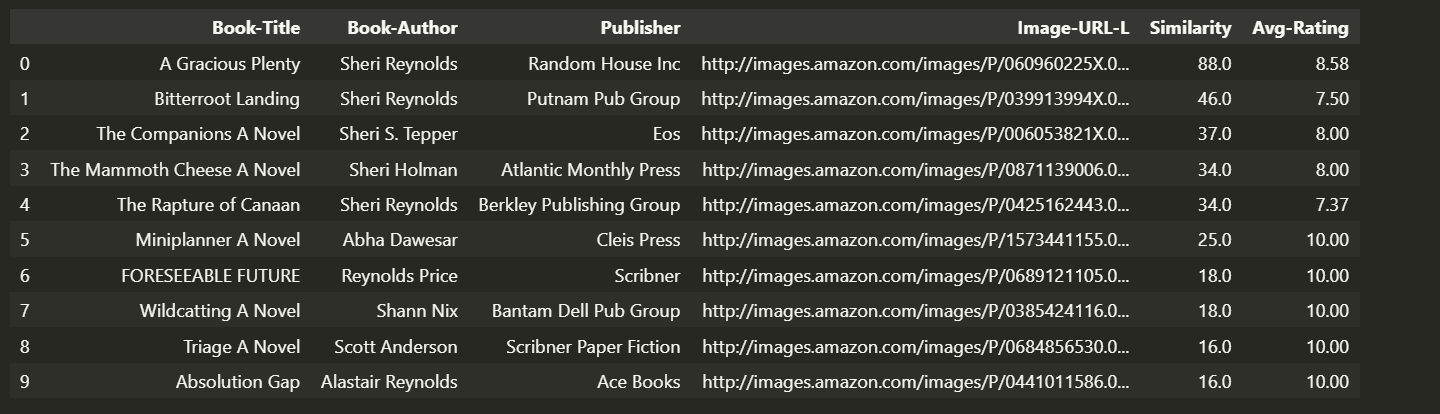 Book-Title Book-Author Publisher Image-URL-L Similarity Avg-Rating
0 A Gracious Plenty Sheri Reynolds Random House Inc http://images.amazon.com/images/P/060960225X.0... 88.0 8.58
1 Bitterroot Landing Sheri Reynolds Putnam Pub Group http://images.amazon.com/images/P/039913994X.0... 46.0 7.50
2 The Companions A Novel Sheri S. Tepper Eos http://images.amazon.com/images/P/006053821X.0... 37.0 8.00
3 The Mammoth Cheese A Novel Sheri Holman Atlantic Monthly Press http://images.amazon.com/images/P/0871139006.0... 34.0 8.00
4 The Rapture of Canaan Sheri Reynolds Berkley Publishing Group http://images.amazon.com/images/P/0425162443.0... 34.0 7.37
5 Miniplanner A Novel Abha Dawesar Cleis Press http://images.amazon.com/images/P/1573441155.0... 25.0 10.00
6 FORESEEABLE FUTURE Reynolds Price Scribner http://images.amazon.com/images/P/0689121105.0... 18.0 10.00
7 Wildcatting A Novel Shann Nix Bantam Dell Pub Group http://images.amazon.com/images/P/0385424116.0... 18.0 10.00
8 Triage A Novel Scott Anderson Scribner Paper Fiction http://images.amazon.com/images/P/0684856530.0... 16.0 10.00
9 Absolution Gap Alastair Reynolds Ace Books http://images.amazon.com/images/P/0441011586.0... 16.0 10.00